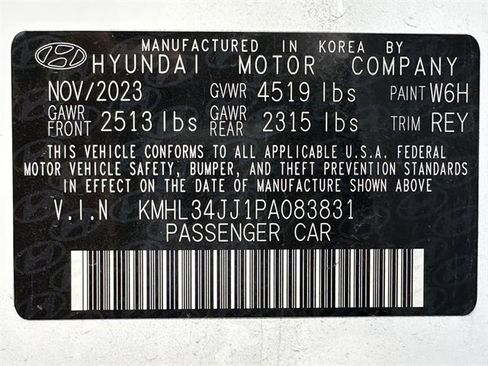 MANUFACTURED IN KOREA BY
HYUNDAI MOTOR COMPANY
NOV/2023 GVWR 4519 lbs PAINT W6H
GAWR FRONT 2513 lbs GAWR REAR 2315 lbs TRIM REY
THIS VEHICLE CONFORMS TO ALL APPLICABLE U.S.A. FEDERAL
MOTOR VEHICLE SAFETY, BUMPER, AND THEFT PREVENTION STANDARDS
IN EFFECT ON THE DATE OF MANUFACTURE SHOWN ABOVE.
V.I.N KMHL34JJ1PA083831
PASSENGER CAR